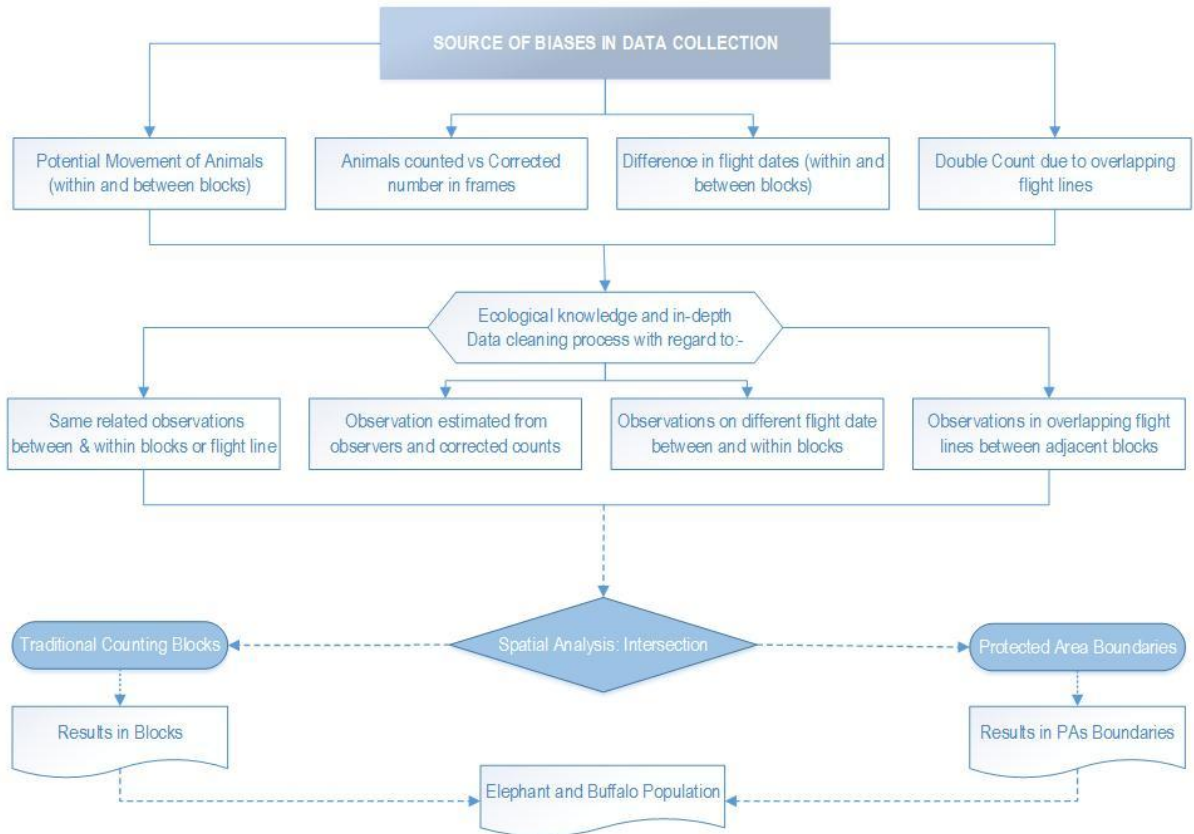 SOURCE OF BIASES IN DATA COLLECTION
Potential Movement of Animals
(within and between blocks)
Animals counted vs Corrected
number in frames
Difference in flight dates (within and
between blocks)
Double Count due to overlapping
flight lines
Ecological knowledge and in-depth
Data cleaning process with regard to:-
Same related observations
between & within blocks or flight line
Observation estimated from
observers and corrected counts
Observations on different flight date
between and within blocks
Observations in overlapping flight
lines between adjacent blocks
Traditional Counting Blocks
Spatial Analysis: Intersection
Protected Area Boundaries
Results in Blocks
Results in PAs Boundaries
Elephant and Buffalo Population